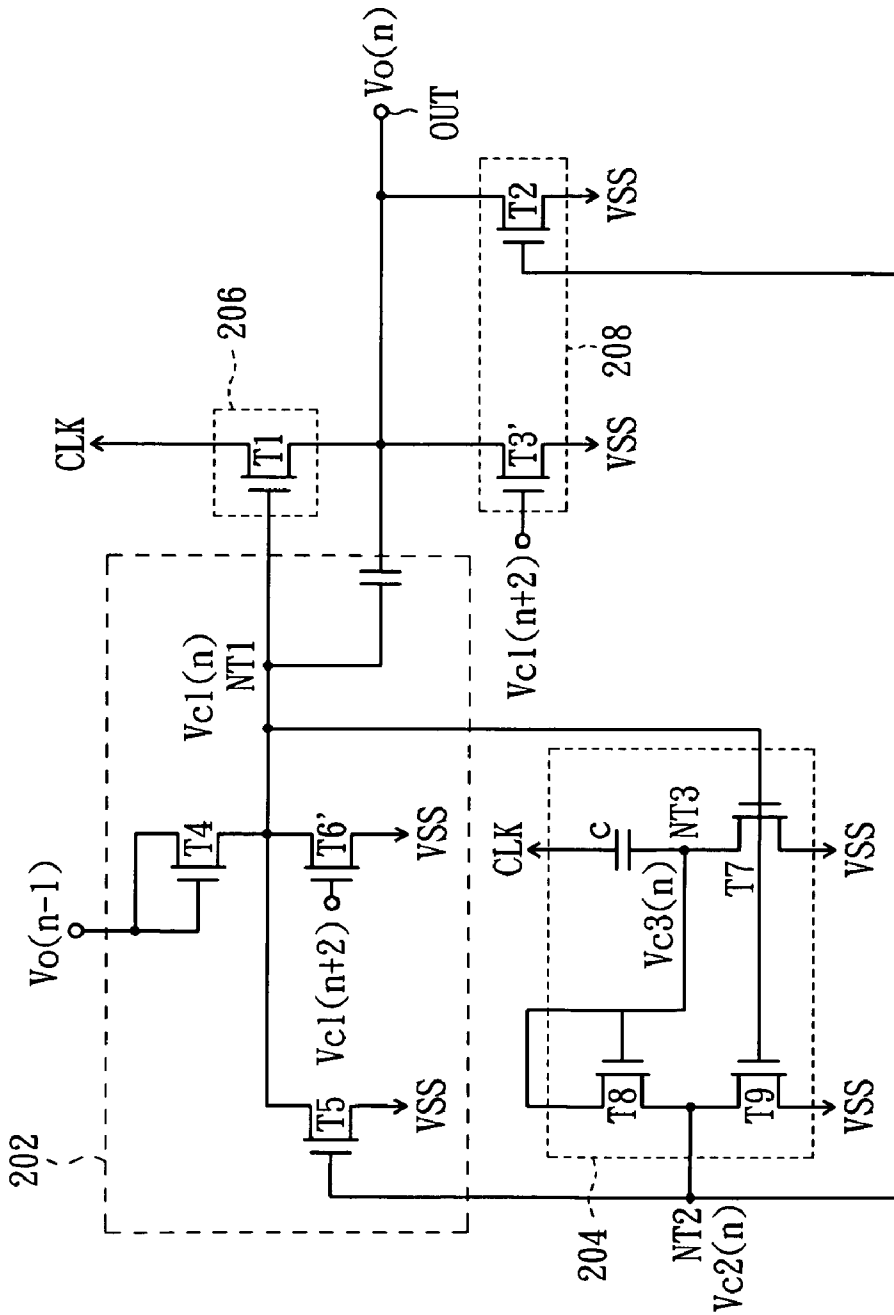 CLK
206
T1
Vo(n)
OUT
202
Vo(n-1)
T4
Vc1(n)
NT1
T5
VSS
T6'
Vc1(n+2)
VSS
Vc1(n+2)
T3'
VSS
T2
VSS
208
CLK
C
NT3
Vc3(n)
T8
T7
T9
VSS
VSS
204
NT2
Vc2(n)